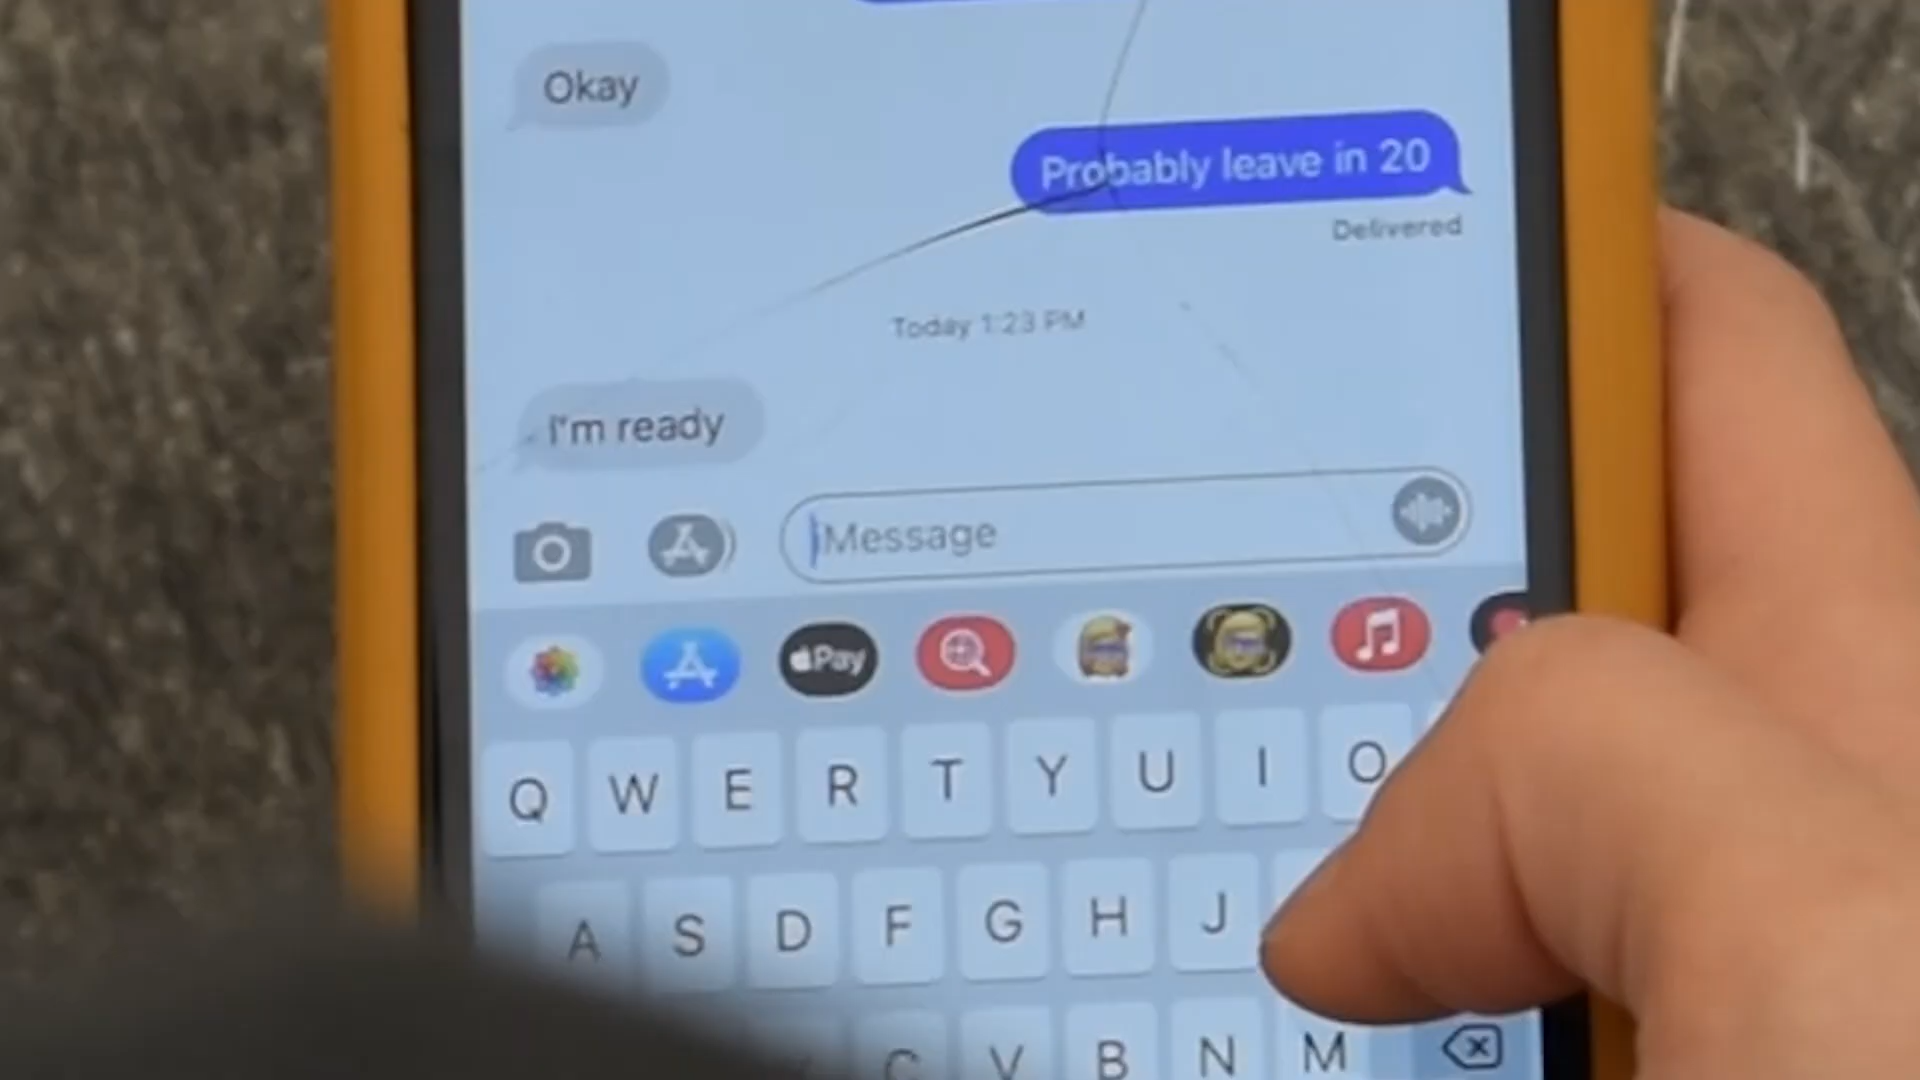 Okay
Probably leave in 20
Delivered
Today 1:23 PM
I'm ready
Message
Pay
Q W E R T Y U I O
A S D F G H J
C V B N M